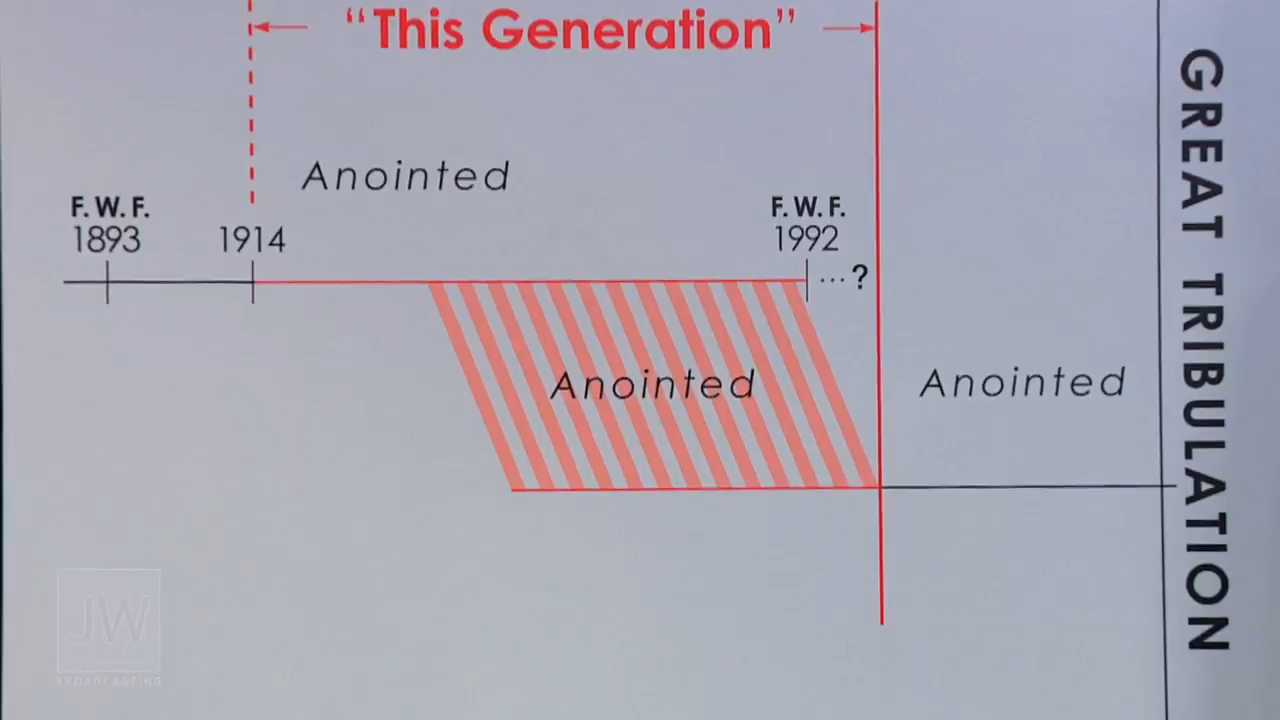 “This Generation”
Anointed
F. W. F.
1893
1914
F. W. F.
1992
...?
Anointed
Anointed
GREAT TRIBULATION
JW
BROADCASTING